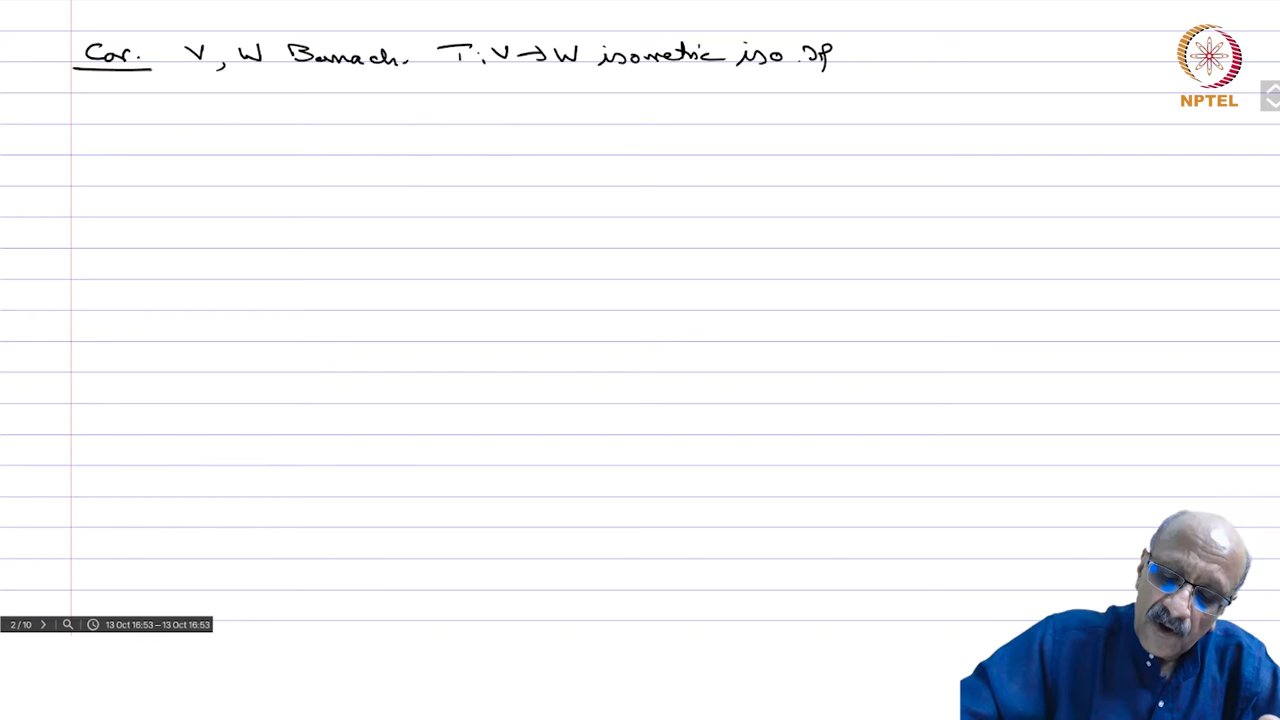 Cor. V, W Banach. T: V → W isometric iso. If
NPTEL
2 / 10 13 Oct 16:53 – 13 Oct 16:53